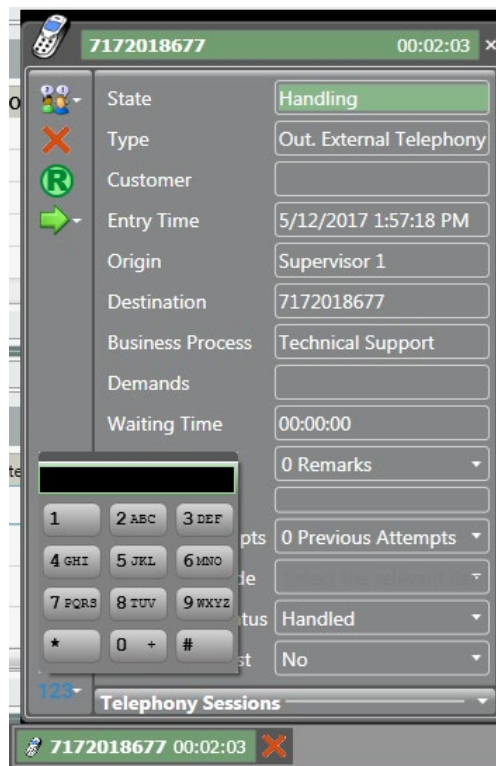 7172018677 00:02:03 ×
State Handling
Type Out. External Telephony
Customer
Entry Time 5/12/2017 1:57:18 PM
Origin Supervisor 1
Destination 7172018677
Business Process Technical Support
Demands
Waiting Time 00:00:00
0 Remarks
pts 0 Previous Attempts
de
tus Handled
st No
1 2 ABC 3 DEF
4 GHI 5 JKL 6 MNO
7 PQRS 8 TUV 9 WXYZ
* 0 + #
123
Telephony Sessions
7172018677 00:02:03
R